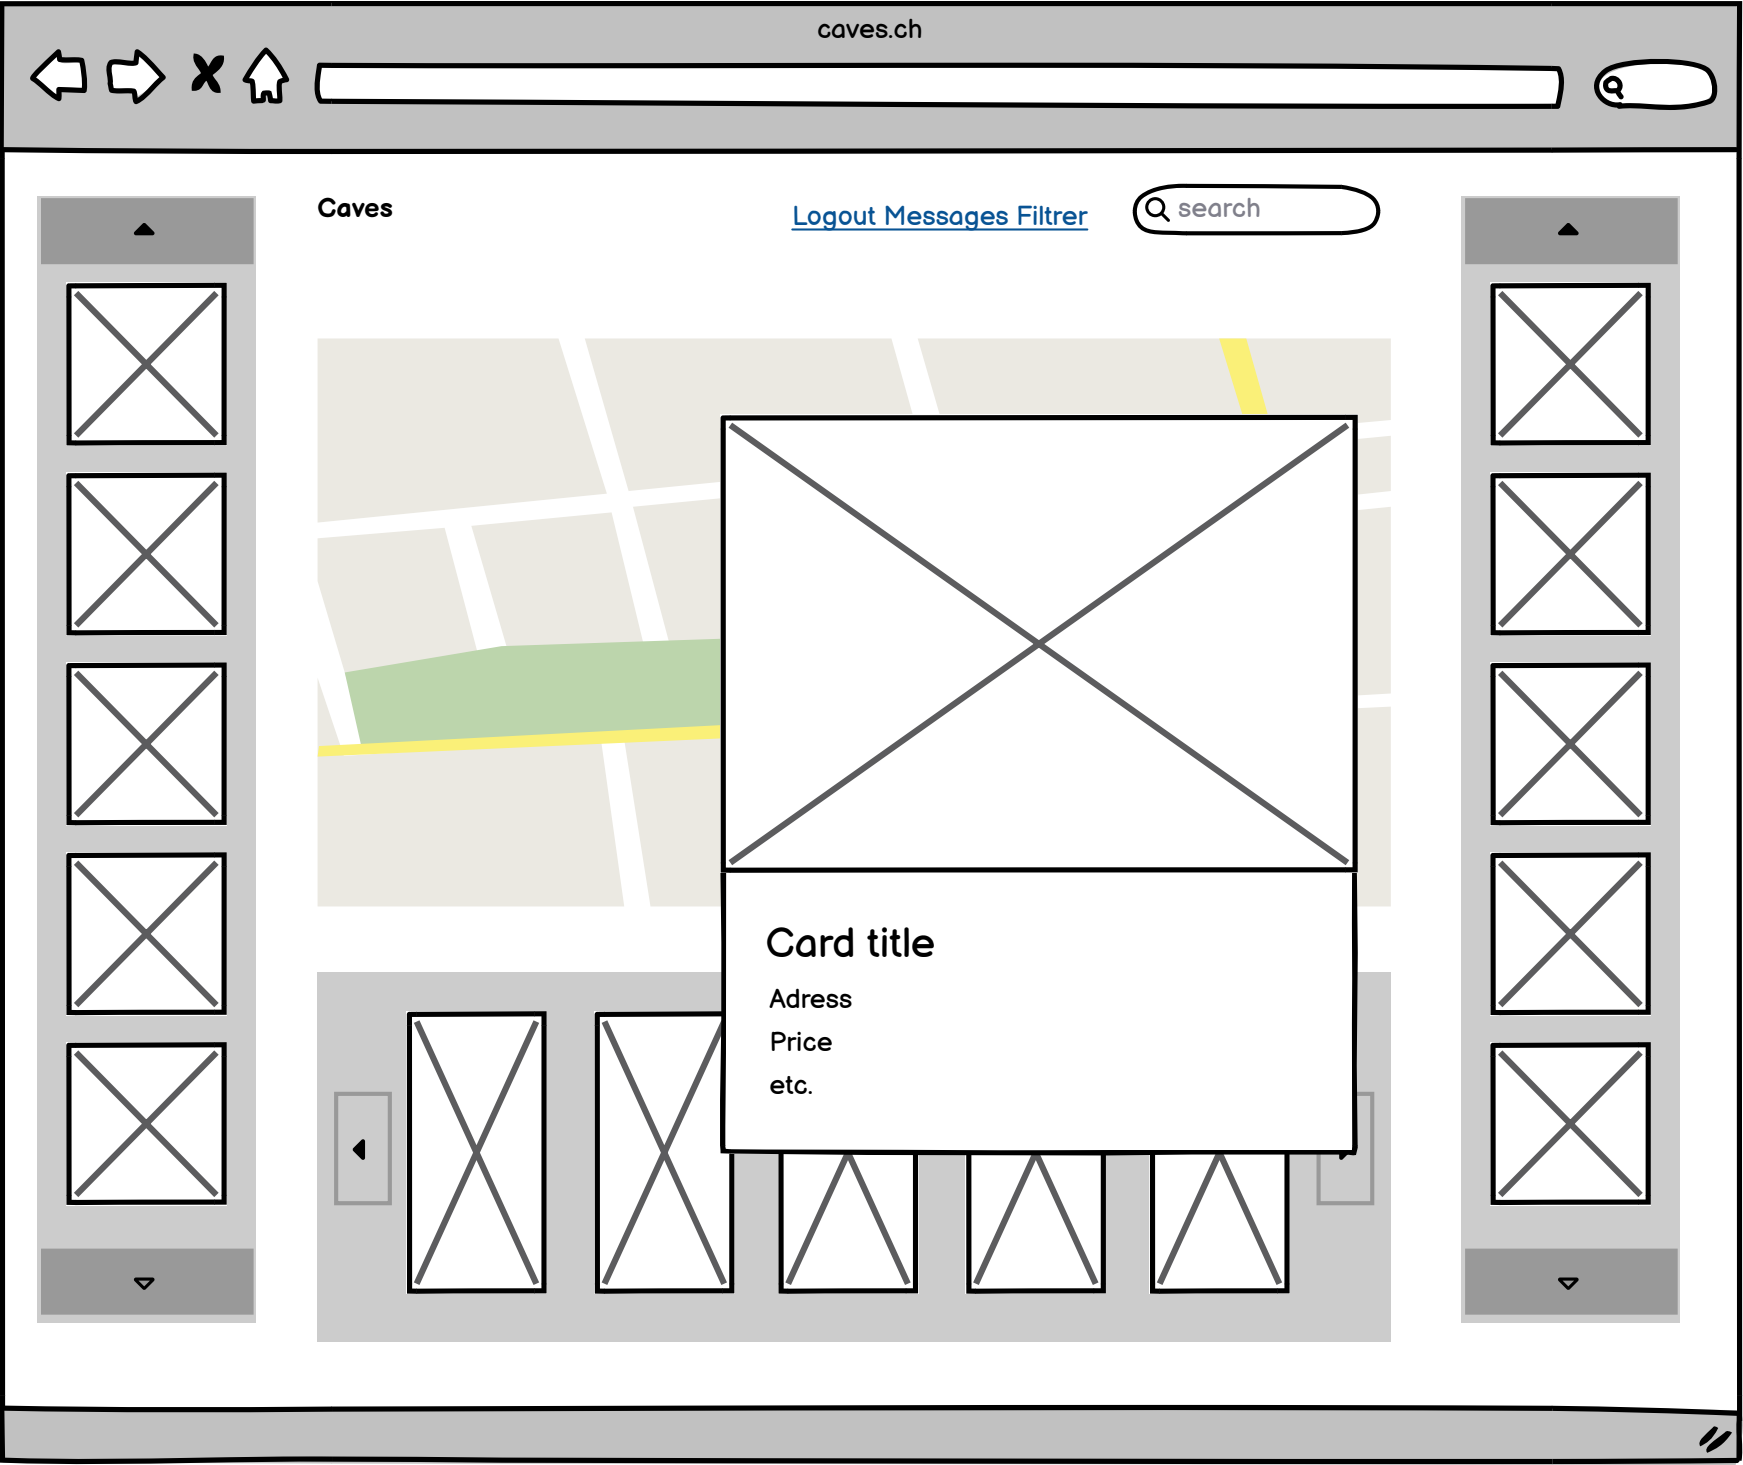 caves.ch
Caves
Logout Messages Filtrer
search
Card title
Adress
Price
etc.